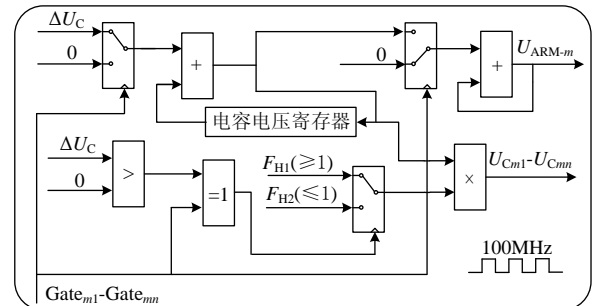 ΔU_C
0
+
0
+
U_ARM-m
电容电压寄存器
ΔU_C
0
>
=1
F_H1(≥1)
F_H2(≤1)
×
U_Cm1-U_Cmn
100MHz
Gate_m1-Gate_mn